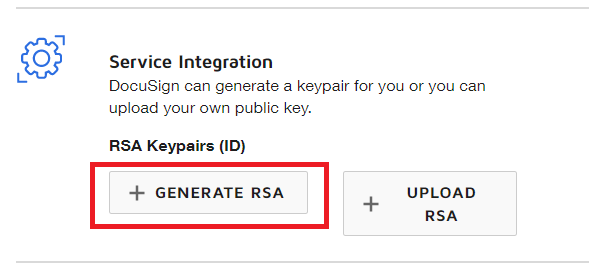 Service Integration
DocuSign can generate a keypair for you or you can
upload your own public key.
RSA Keypairs (ID)
+ GENERATE RSA
+ UPLOAD
RSA